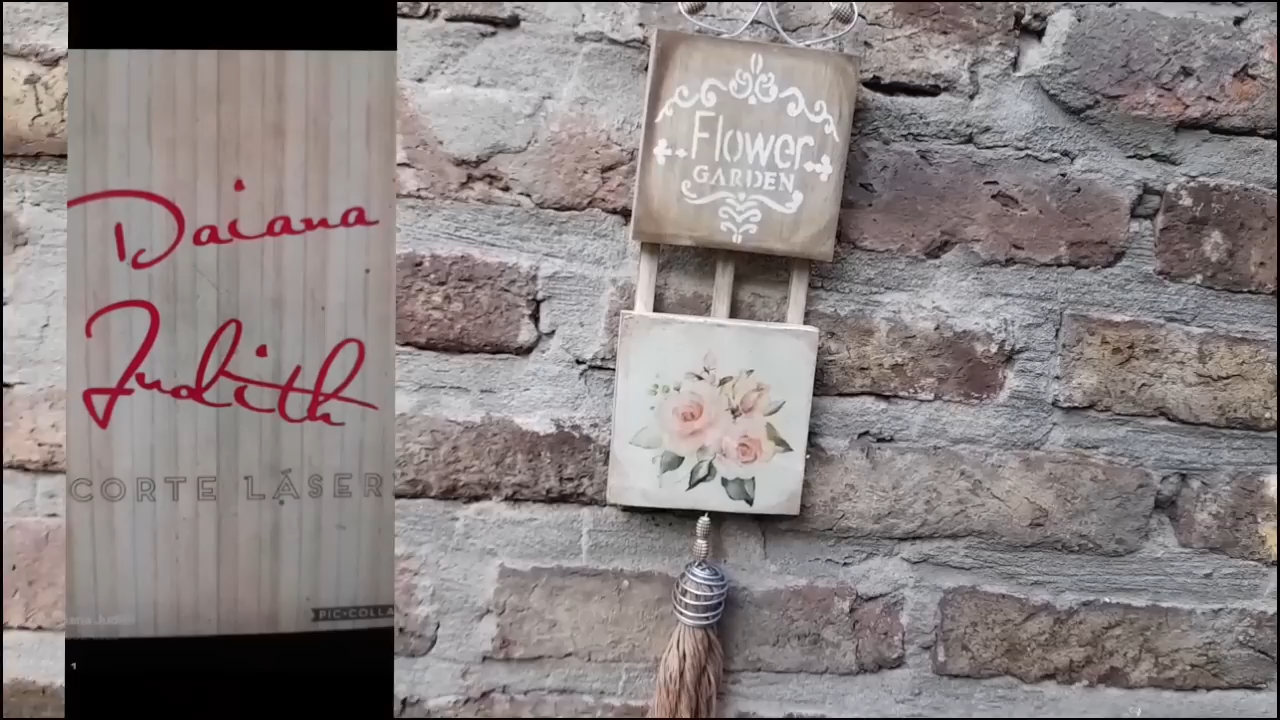 Daiana
Judith
CORTE LÁSER
PIC•COLLA
Flower
GARDEN